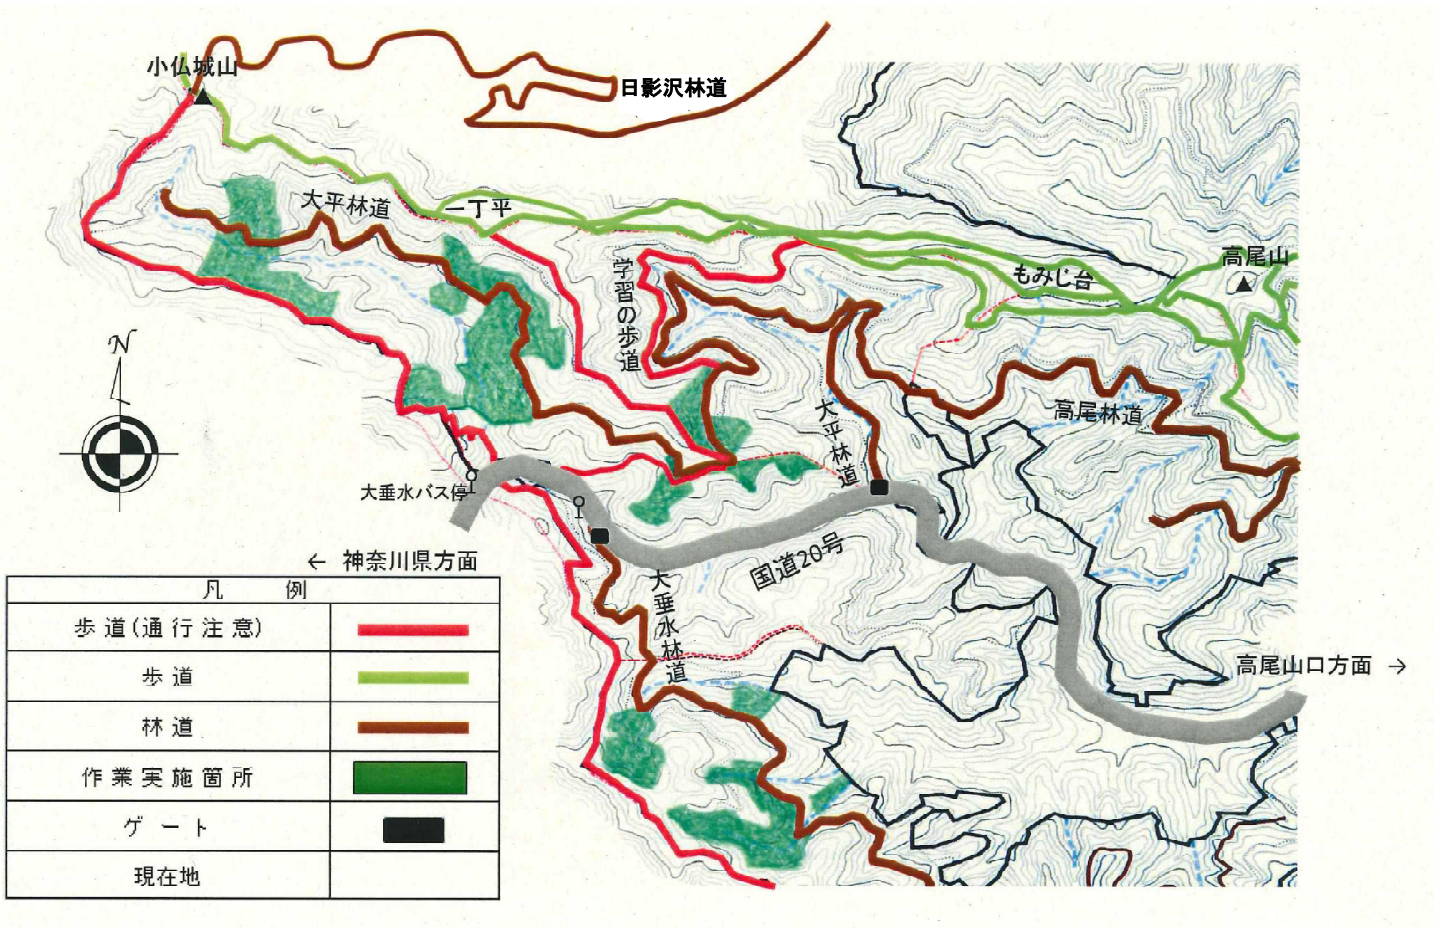 小仏城山
日影沢林道
大平林道
一丁平
高尾山
もみじ台
学習の歩道
N
大平林道
高尾林道
大垂水バス停
国道20号
← 神奈川県方面
大垂水林道
高尾山口方面 →
凡 例
歩道(通行注意)
歩道
林道
作業実施箇所
ゲート
現在地